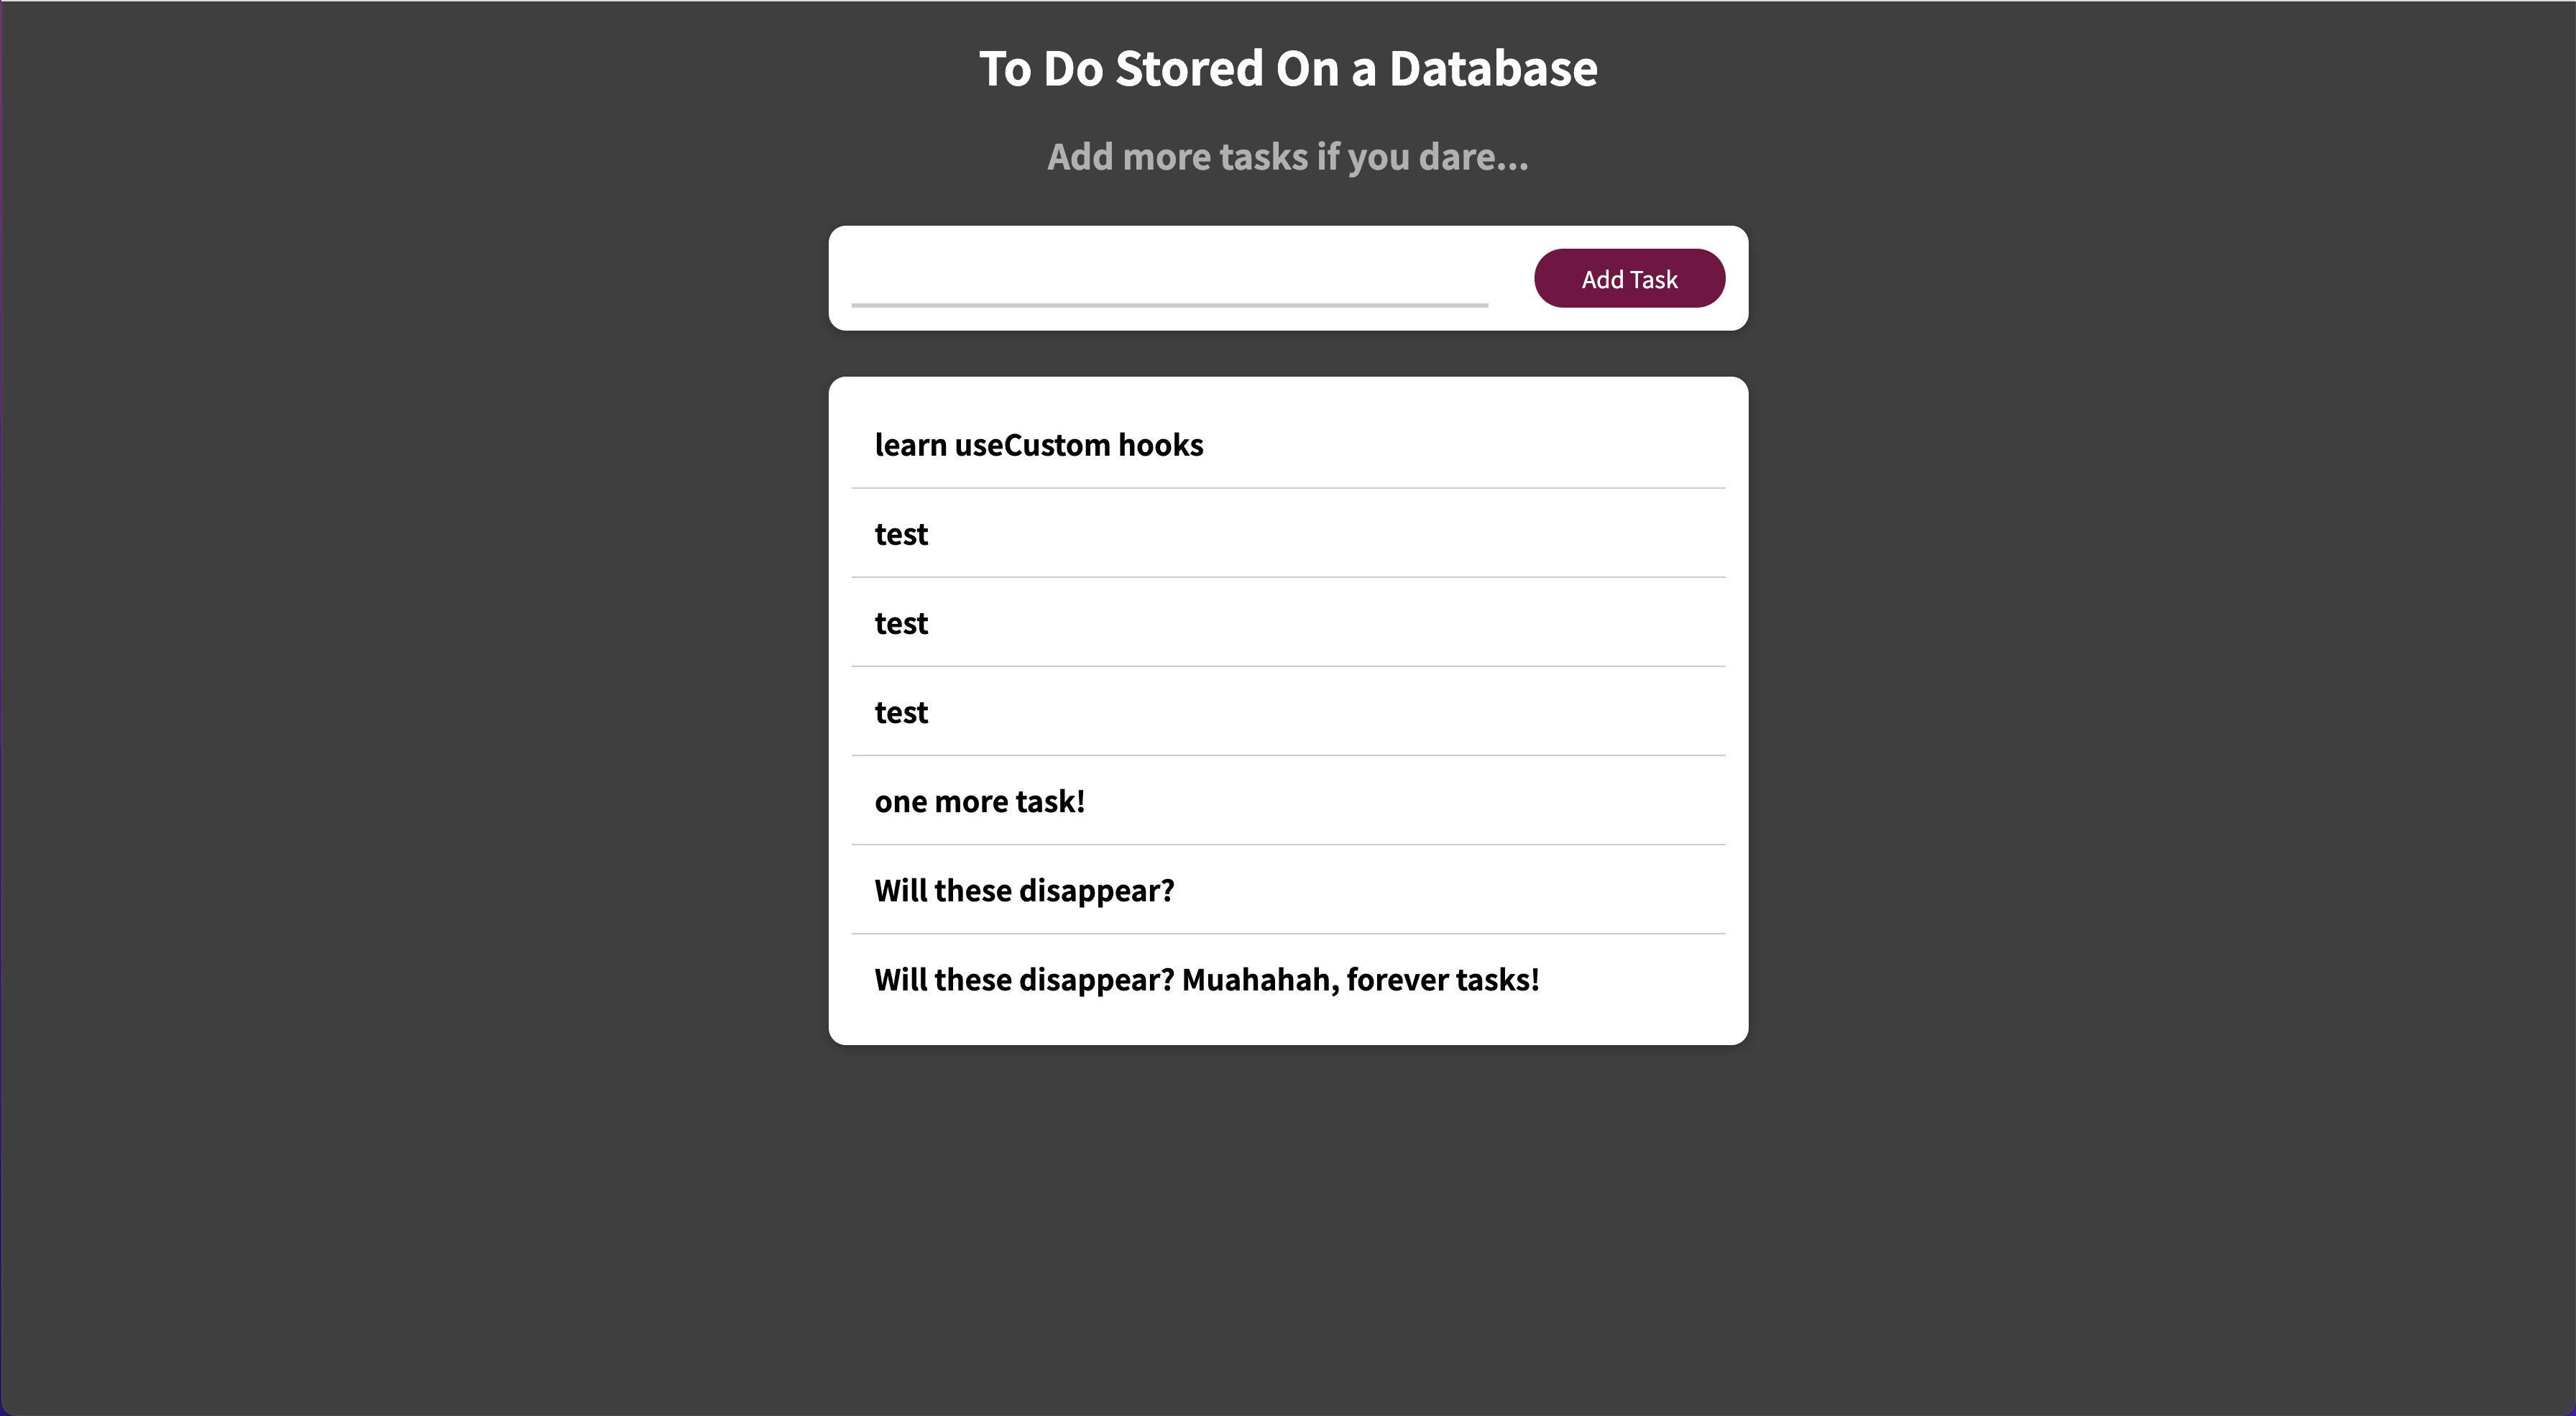 To Do Stored On a Database
Add more tasks if you dare...
Add Task
learn useCustom hooks
test
test
test
one more task!
Will these disappear?
Will these disappear? Muahahah, forever tasks!